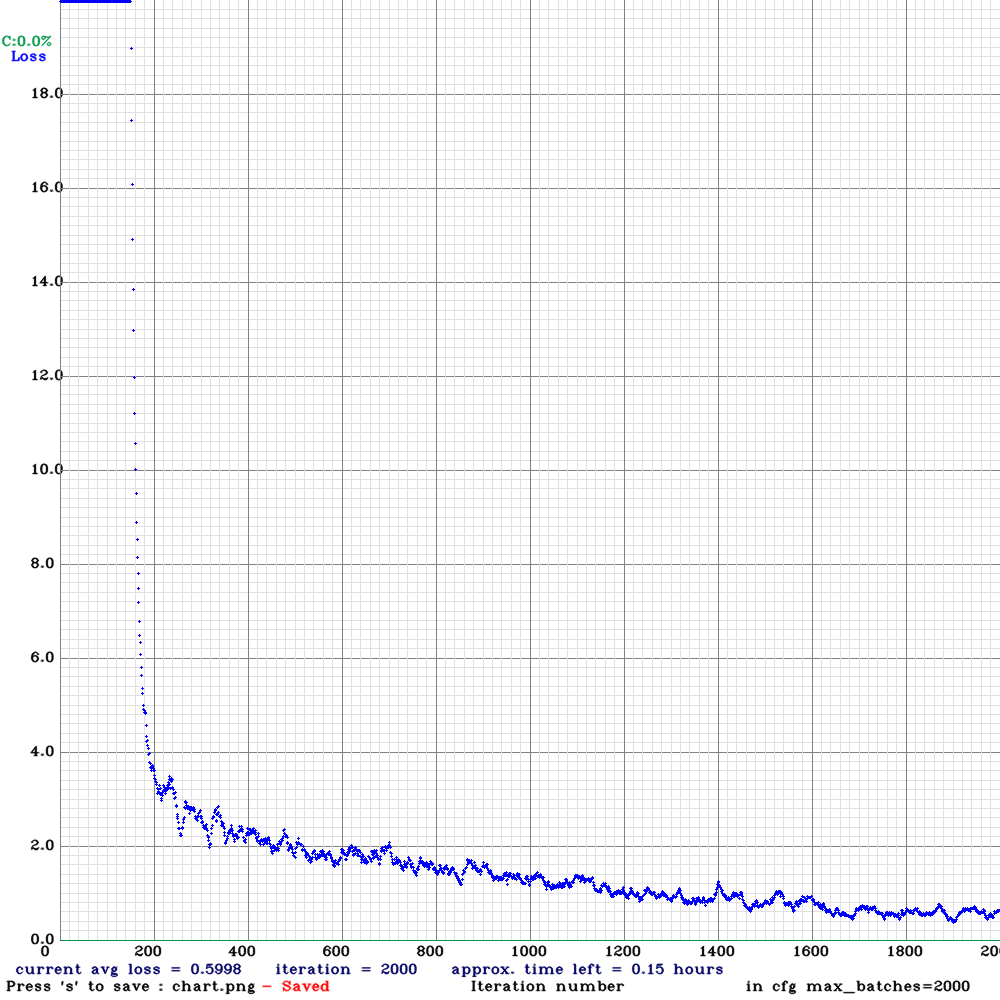 C:0.0%
Loss
18.0
16.0
14.0
12.0
10.0
8.0
6.0
4.0
2.0
0.0
0 200 400 600 800 1000 1200 1400 1600 1800 20
current avg loss = 0.5998 iteration = 2000 approx. time left = 0.15 hours
Press 's' to save : chart.png - Saved Iteration number in cfg max_batches=2000